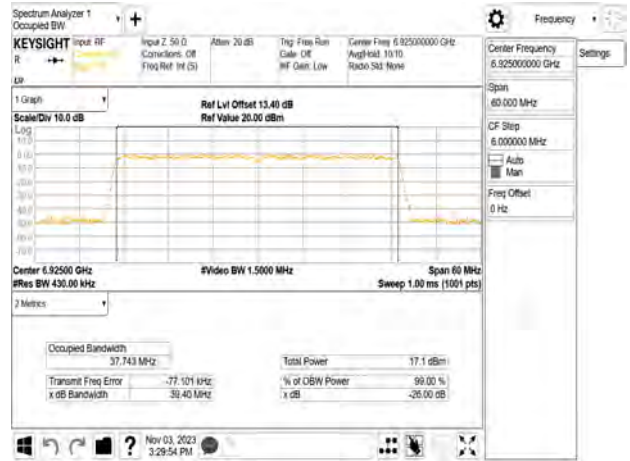 Spectrum Analyzer 1
Occupied BW
KEYSIGHT
R
Input: RF
Input Z: 50 Ω
Corrections: Off
Freq Ref: Int (S)
Atten: 20 dB
Trig: Free Run
Gate: Off
#IF Gain: Low
Center Freq: 6.925000000 GHz
Avg|Hold: 10/10
Radio Std: None
1 Graph
Scale/Div 10.0 dB
Ref Lvl Offset 13.40 dB
Ref Value 20.00 dBm
Log
Center 6.92500 GHz
#Res BW 430.00 kHz
#Video BW 1.5000 MHz
Span 60 MHz
Sweep 1.00 ms (1001 pts)
2 Metrics
Occupied Bandwidth
37.743 MHz
Total Power 17.1 dBm
Transmit Freq Error -77.101 kHz
% of OBW Power 99.00 %
x dB Bandwidth 39.40 MHz
x dB -26.00 dB
Nov 03, 2023
3:29:54 PM
Frequency
Center Frequency
6.925000000 GHz
Settings
Span
60.000 MHz
CF Step
6.000000 MHz
Auto
Man
Freq Offset
0 Hz